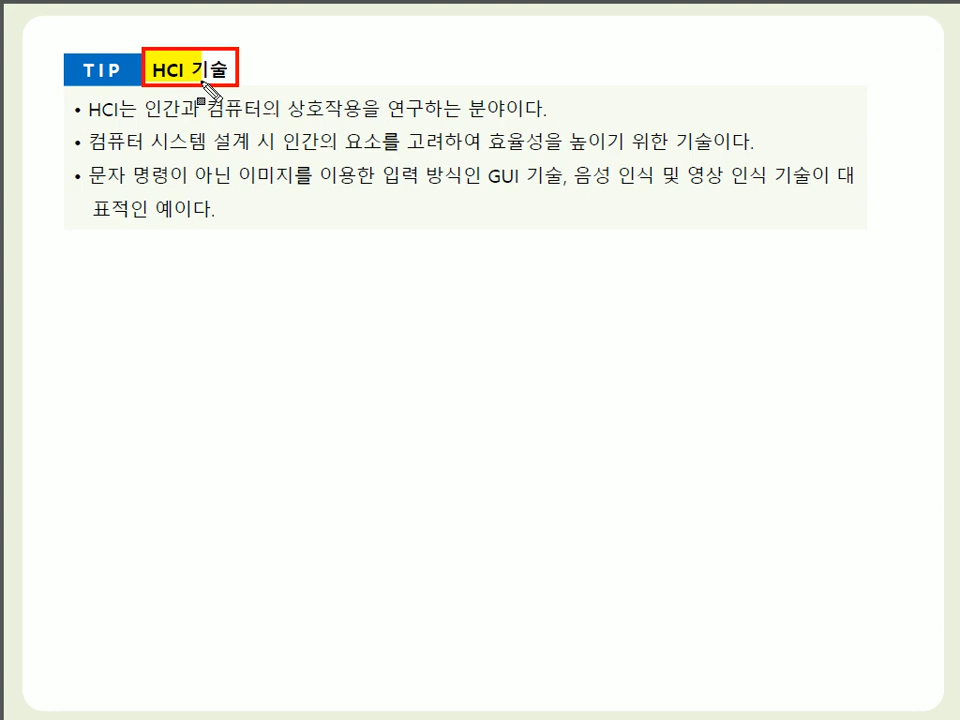 TIP HCI 기술
• HCI는 인간과 컴퓨터의 상호작용을 연구하는 분야이다.
• 컴퓨터 시스템 설계 시 인간의 요소를 고려하여 효율성을 높이기 위한 기술이다.
• 문자 명령이 아닌 이미지를 이용한 입력 방식인 GUI 기술, 음성 인식 및 영상 인식 기술이 대
표적인 예이다.